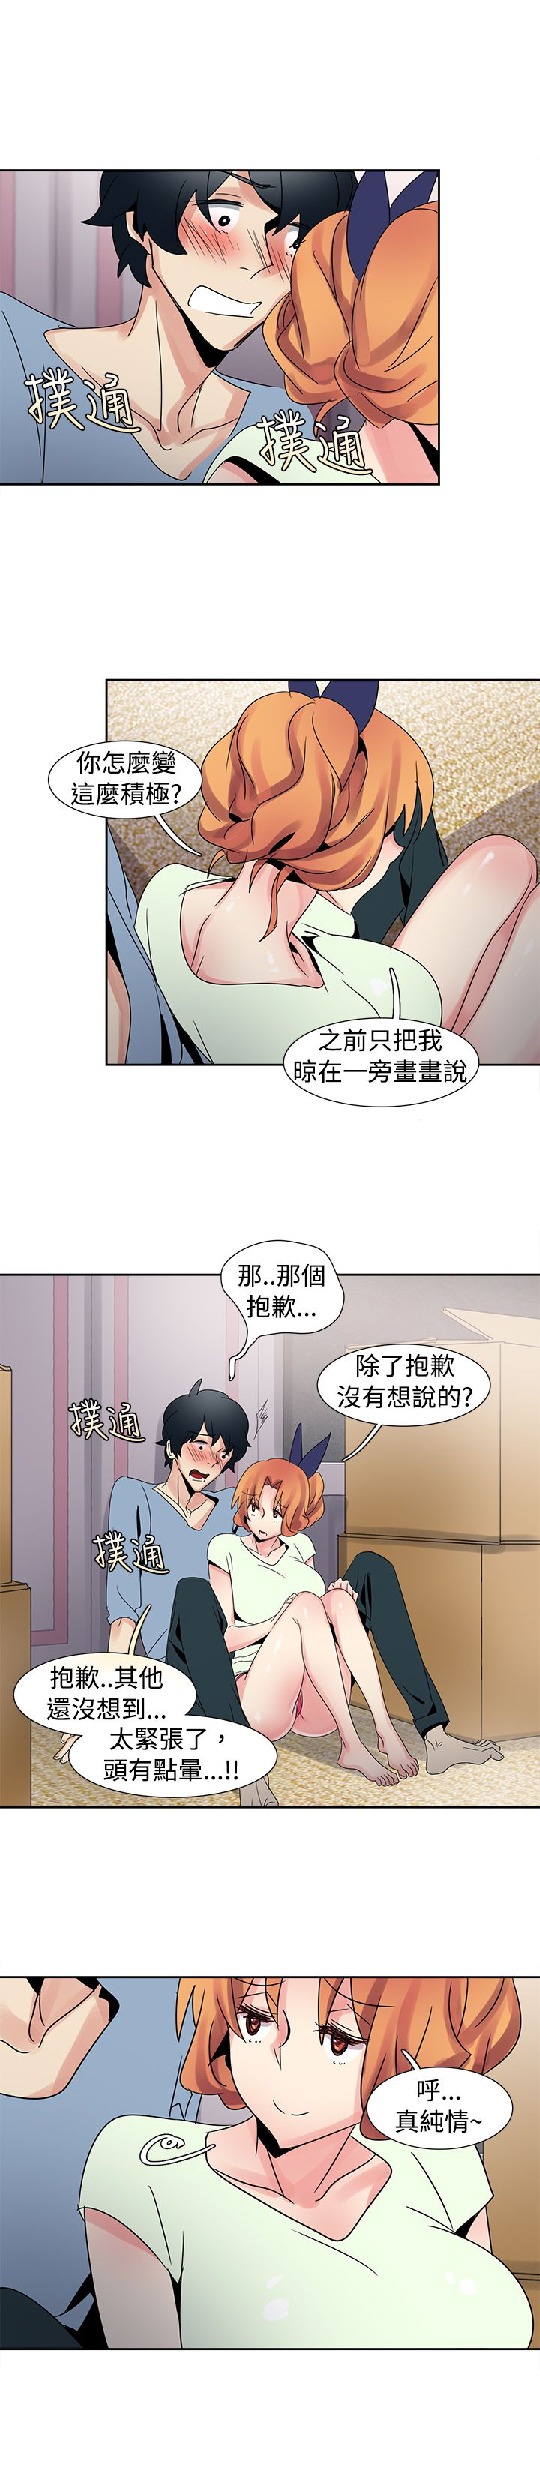 撲通
撲通
你怎麼變
這麼積極?
之前只把我
晾在一旁畫畫說
那..那個
抱歉...
除了抱歉
沒有想說的?
撲通
撲通
抱歉..其他
還沒想到...
太緊張了，
頭有點暈...!!
呼...
真純情~